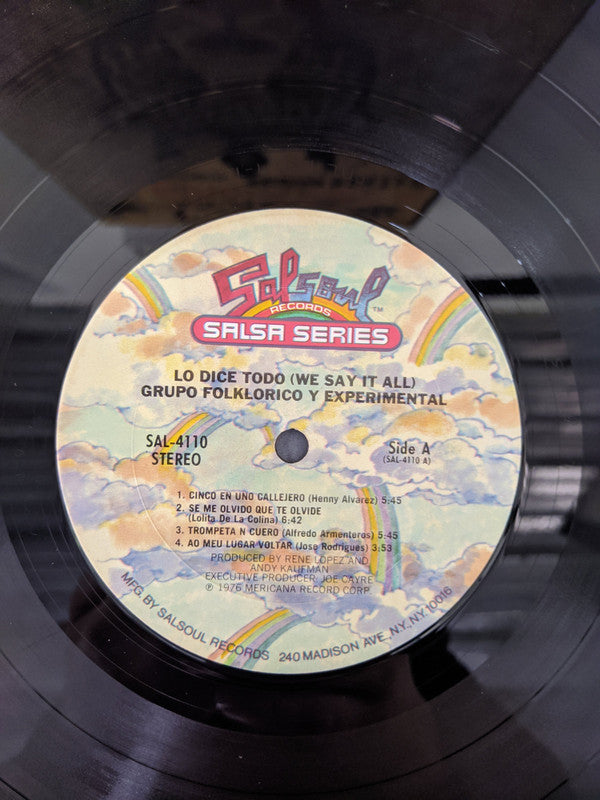 Salsoul™
RECORDS
SALSA SERIES
LO DICE TODO (WE SAY IT ALL)
GRUPO FOLKLORICO Y EXPERIMENTAL
SAL-4110
STEREO
Side A
(SAL-4110 A)
1. CINCO EN UNO CALLEJERO (Henny Alvarez) 5:45
2. SE ME OLVIDO QUE TE OLVIDE
(Lolita De La Colina) 6:42
3. TROMPETA N CUERO (Alfredo Armenteros) 5:45
4. AO MEU LUGAR VOLTAR (Jose Rodrigues) 3:53
PRODUCED BY RENE LOPEZ AND
ANDY KAUFMAN
EXECUTIVE PRODUCER: JOE CAYRE
℗ 1976 MERICANA RECORD CORP.
MFG. BY SALSOUL RECORDS 240 MADISON AVE., N.Y., N.Y. 10016